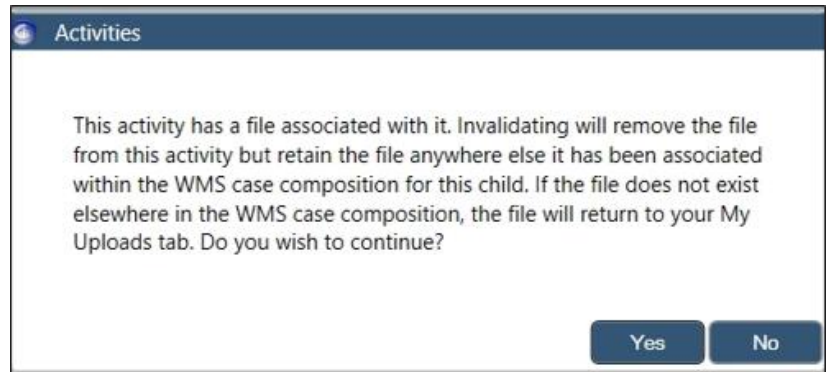 Activities
This activity has a file associated with it. Invalidating will remove the file
from this activity but retain the file anywhere else it has been associated
within the WMS case composition for this child. If the file does not exist
elsewhere in the WMS case composition, the file will return to your My
Uploads tab. Do you wish to continue?
Yes No